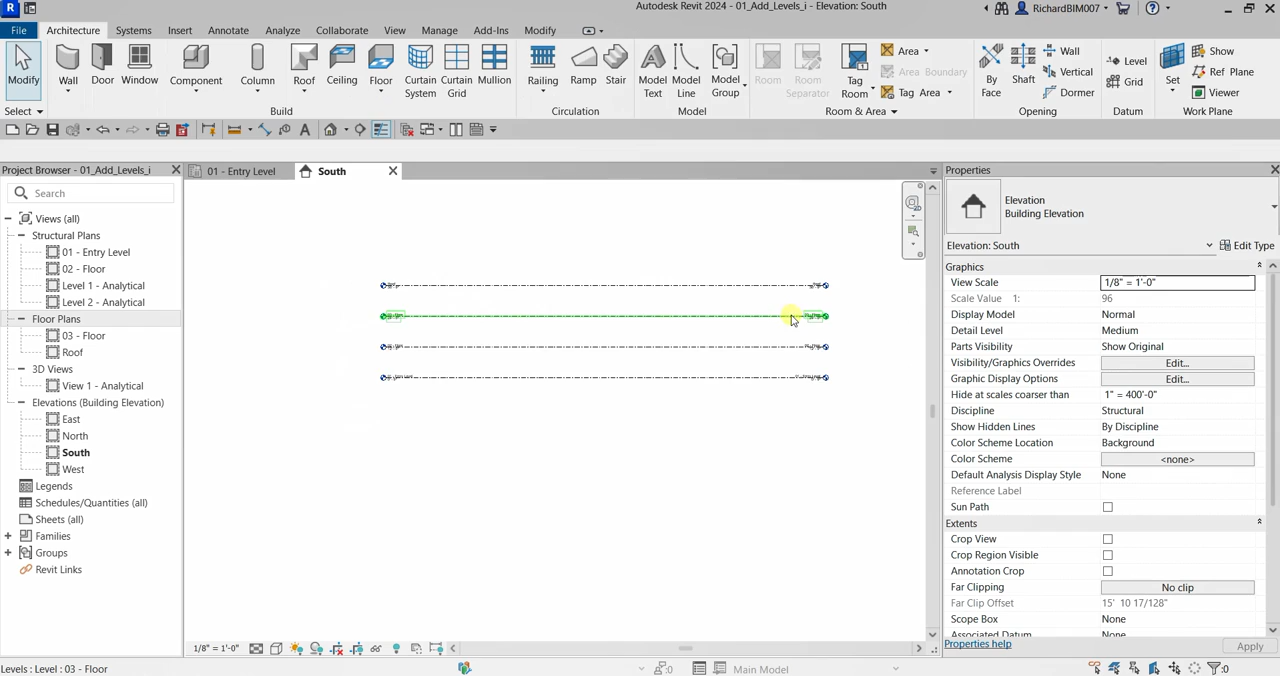 R
Autodesk Revit 2024 - 01_Add_Levels_i - Elevation: South
RichardBIM007
File Architecture Systems Insert Annotate Analyze Collaborate View Manage Add-Ins Modify
Modify Wall Door Window Component Column Roof Ceiling Floor Curtain System Curtain Grid Mullion Railing Ramp Stair Model Text Model Line Model Group Room Room Separator Tag Room
Area
Area Boundary
Tag Area
By Face Shaft
Wall
Vertical
Dormer
Level
Grid
Set
Show
Ref Plane
Viewer
Select Build Circulation Model Room & Area Opening Datum Work Plane
Project Browser - 01_Add_Levels_i
Search
Views (all)
Structural Plans
01 - Entry Level
02 - Floor
Level 1 - Analytical
Level 2 - Analytical
Floor Plans
03 - Floor
Roof
3D Views
View 1 - Analytical
Elevations (Building Elevation)
East
North
South
West
Legends
Schedules/Quantities (all)
Sheets (all)
Families
Groups
Revit Links
01 - Entry Level
South
1/8" = 1'-0"
Properties
Elevation
Building Elevation
Elevation: South Edit Type
Graphics
View Scale 1/8" = 1'-0"
Scale Value 1: 96
Display Model Normal
Detail Level Medium
Parts Visibility Show Original
Visibility/Graphics Overrides Edit...
Graphic Display Options Edit...
Hide at scales coarser than 1" = 400'-0"
Discipline Structural
Show Hidden Lines By Discipline
Color Scheme Location Background
Color Scheme <none>
Default Analysis Display Style None
Reference Label
Sun Path
Extents
Crop View
Crop Region Visible
Annotation Crop
Far Clipping No clip
Far Clip Offset 15' 10 17/128"
Scope Box None
Associated Datum None
Properties help Apply
Levels : Level : 03 - Floor
:0
Main Model
:0